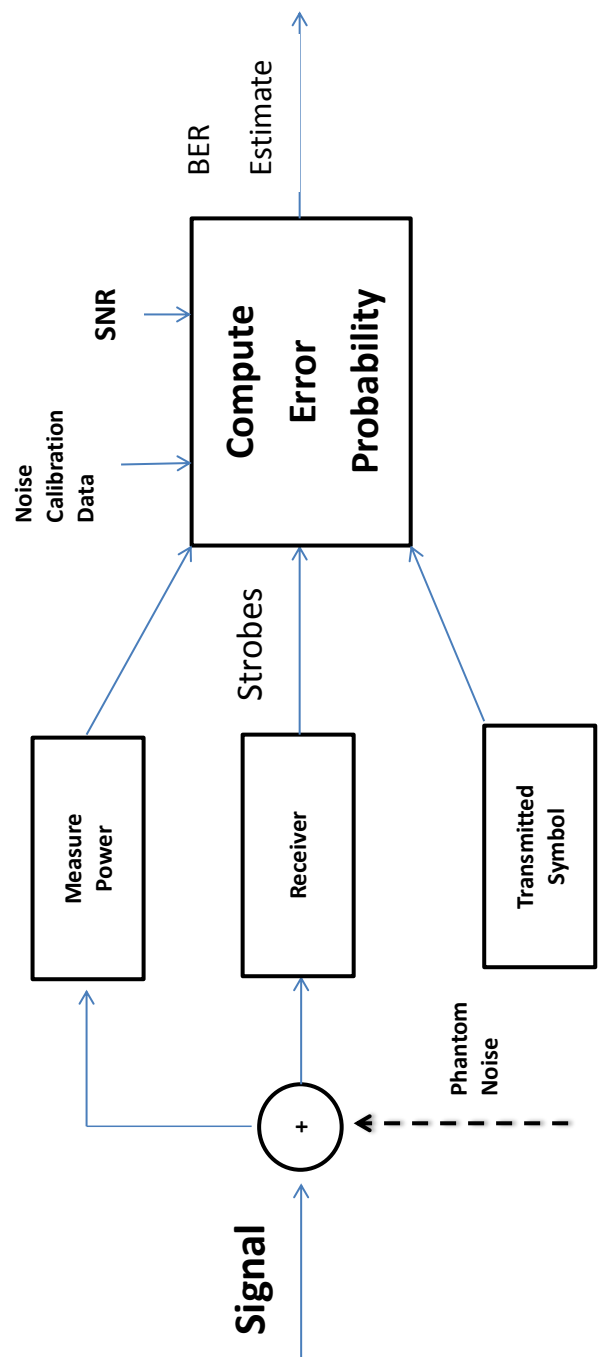 Signal
+
Phantom
Noise
Measure
Power
Receiver
Transmitted
Symbol
Strobes
Noise
Calibration
Data
SNR
Compute
Error
Probability
BER
Estimate